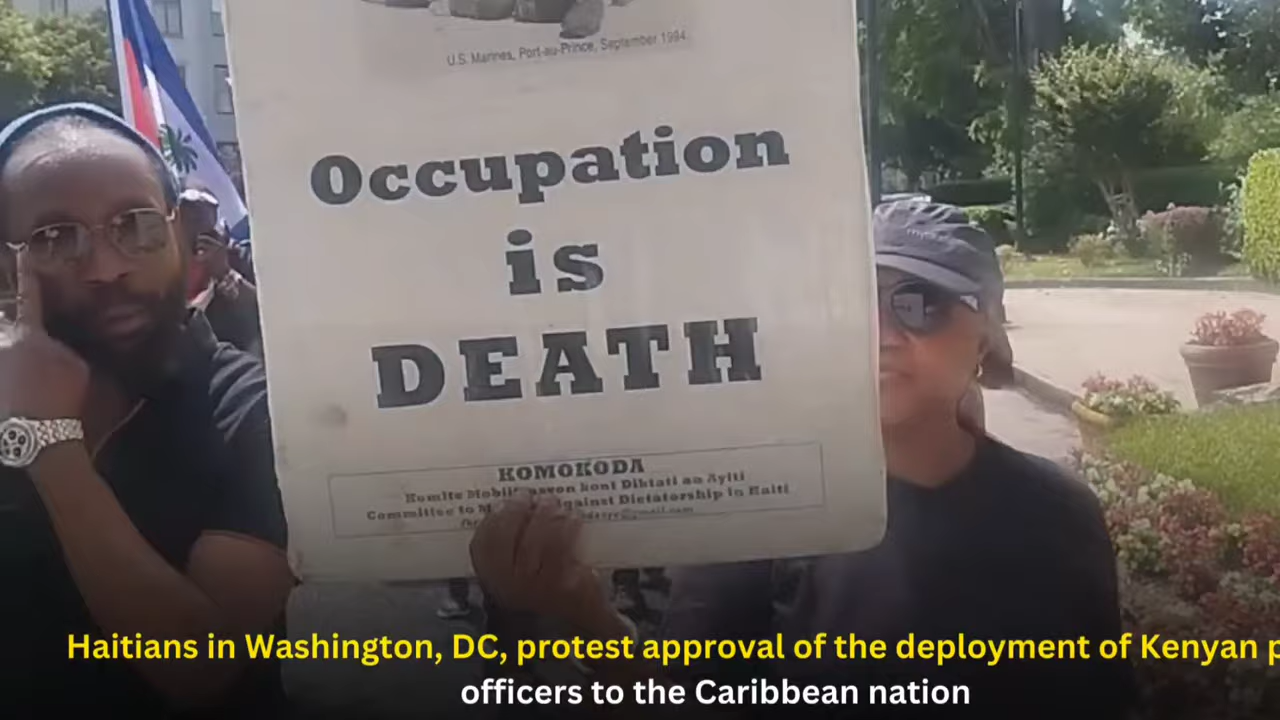 U.S. Marines, Port-au-Prince, September 1994
Occupation
is
DEATH
KOMOKODA
Komite kont Diktati an Ayiti
Committee to against Dictatorship in Haiti
Haitians in Washington, DC, protest approval of the deployment of Kenyan
officers to the Caribbean nation